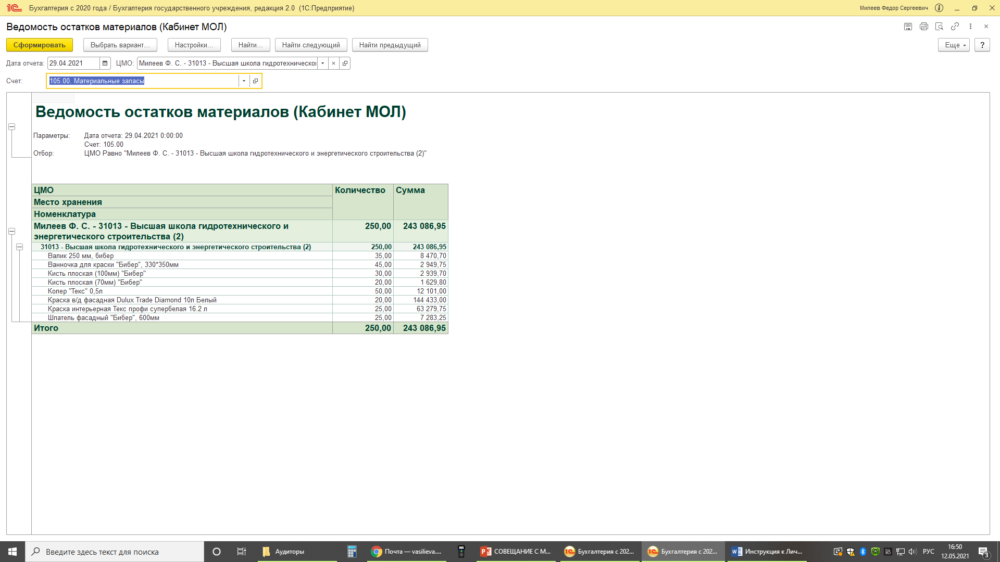 Бухгалтерия с 2020 года / Бухгалтерия государственного учреждения, редакция 2.0 (1С:Предприятие)
Милеев Федор Сергеевич
Ведомость остатков материалов (Кабинет МОЛ)
Сформировать
Выбрать вариант...
Настройки...
Найти...
Найти следующий
Найти предыдущий
Еще
?
Дата отчета: 29.04.2021
ЦМО: Милеев Ф. С. - 31013 - Высшая школа гидротехническог
Счет: 105.00. Материальные запасы
Ведомость остатков материалов (Кабинет МОЛ)
Параметры: Дата отчета: 29.04.2021 0:00:00
Счет: 105.00
Отбор: ЦМО Равно "Милеев Ф. С. - 31013 - Высшая школа гидротехнического и энергетического строительства (2)"
ЦМО Количество Сумма
Место хранения
Номенклатура
Милеев Ф. С. - 31013 - Высшая школа гидротехнического и 250,00 243 086,95
энергетического строительства (2)
31013 - Высшая школа гидротехнического и энергетического строительства (2) 250,00 243 086,95
Валик 250 мм, бибер 35,00 8 470,70
Ванночка для краски "Бибер", 330*350мм 45,00 2 949,75
Кисть плоская (100мм) "Бибер" 30,00 2 939,70
Кисть плоская (70мм) "Бибер" 20,00 1 629,80
Колер "Текс" 0,5л 50,00 12 101,00
Краска в/д фасадная Dulux Trade Diamond 10л Белый 20,00 144 433,00
Краска интерьерная Текс профи супербелая 16.2 л 25,00 63 279,75
Шпатель фасадный "Бибер", 600мм 25,00 7 283,25
Итого 250,00 243 086,95
Введите здесь текст для поиска
Аудиторы
Почта — vasilieva....
СОВЕЩАНИЕ С М...
Бухгалтерия с 202...
Бухгалтерия с 202...
Инструкция к Лич...
РУС
16:50
12.05.2021
3